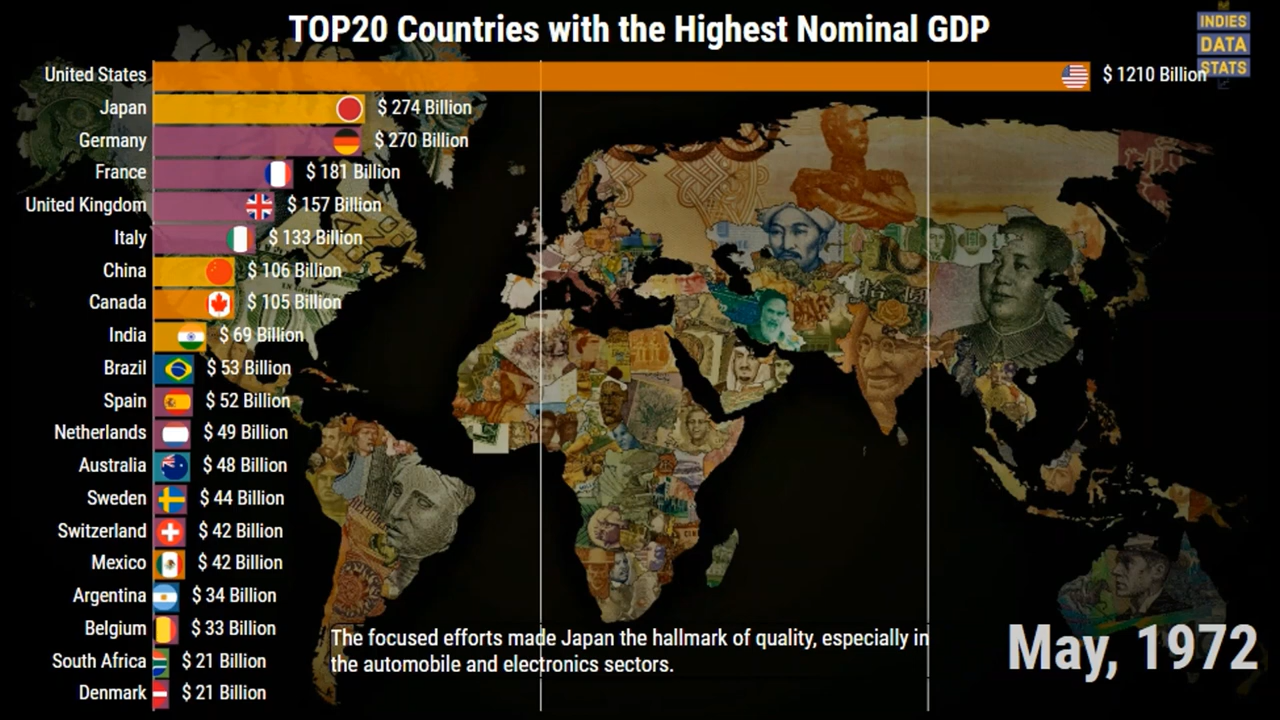 TOP20 Countries with the Highest Nominal GDP
INDIES
DATA
STATS
United States $ 1210 Billion
Japan $ 274 Billion
Germany $ 270 Billion
France $ 181 Billion
United Kingdom $ 157 Billion
Italy $ 133 Billion
China $ 106 Billion
Canada $ 105 Billion
India $ 69 Billion
Brazil $ 53 Billion
Spain $ 52 Billion
Netherlands $ 49 Billion
Australia $ 48 Billion
Sweden $ 44 Billion
Switzerland $ 42 Billion
Mexico $ 42 Billion
Argentina $ 34 Billion
Belgium $ 33 Billion
South Africa $ 21 Billion
Denmark $ 21 Billion
The focused efforts made Japan the hallmark of quality, especially in
the automobile and electronics sectors.
May, 1972